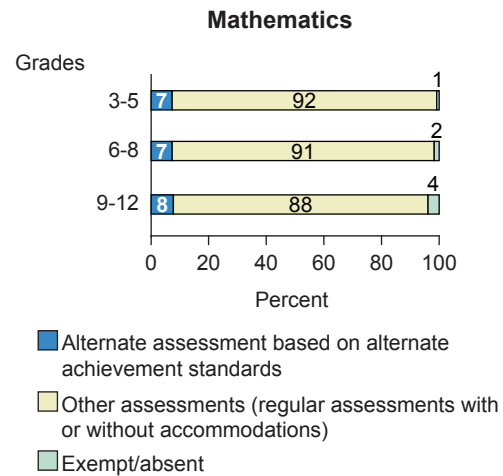 Mathematics
Grades
1
3-5 7 92
2
6-8 7 91
4
9-12 8 88
0 20 40 60 80 100
Percent
Alternate assessment based on alternate
achievement standards
Other assessments (regular assessments with
or without accommodations)
Exempt/absent